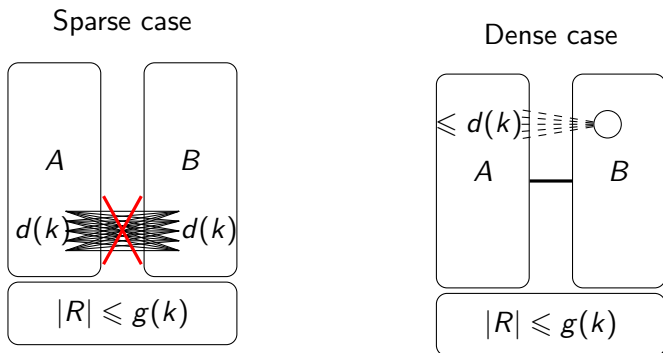 Sparse case
A
B
d(k)
d(k)
|R| ⩽ g(k)
Dense case
⩽ d(k)
A
B
|R| ⩽ g(k)